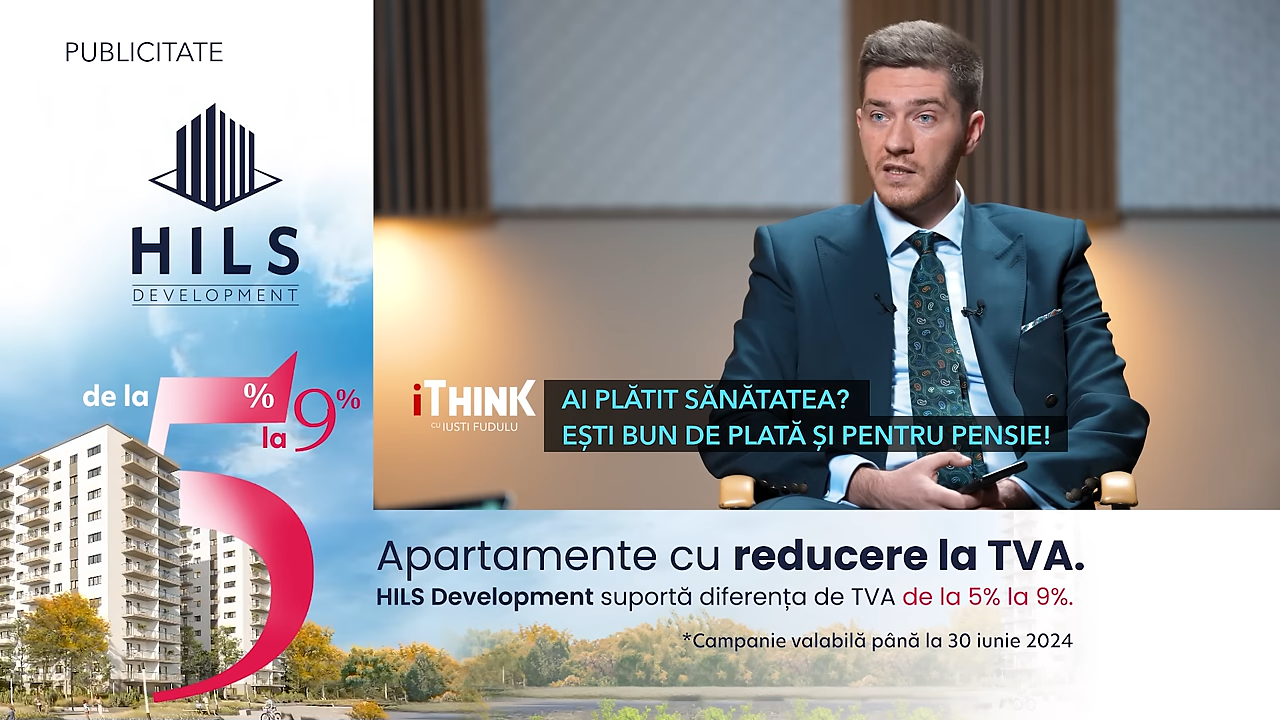 PUBLICITATE
HILS
DEVELOPMENT
de la 5% la 9%
iTHINK
cu IUSTI FUDULU
AI PLĂTIT SĂNĂTATEA?
EȘTI BUN DE PLATĂ ȘI PENTRU PENSIE!
Apartamente cu reducere la TVA.
HILS Development suportă diferența de TVA de la 5% la 9%.
*Campanie valabilă până la 30 iunie 2024